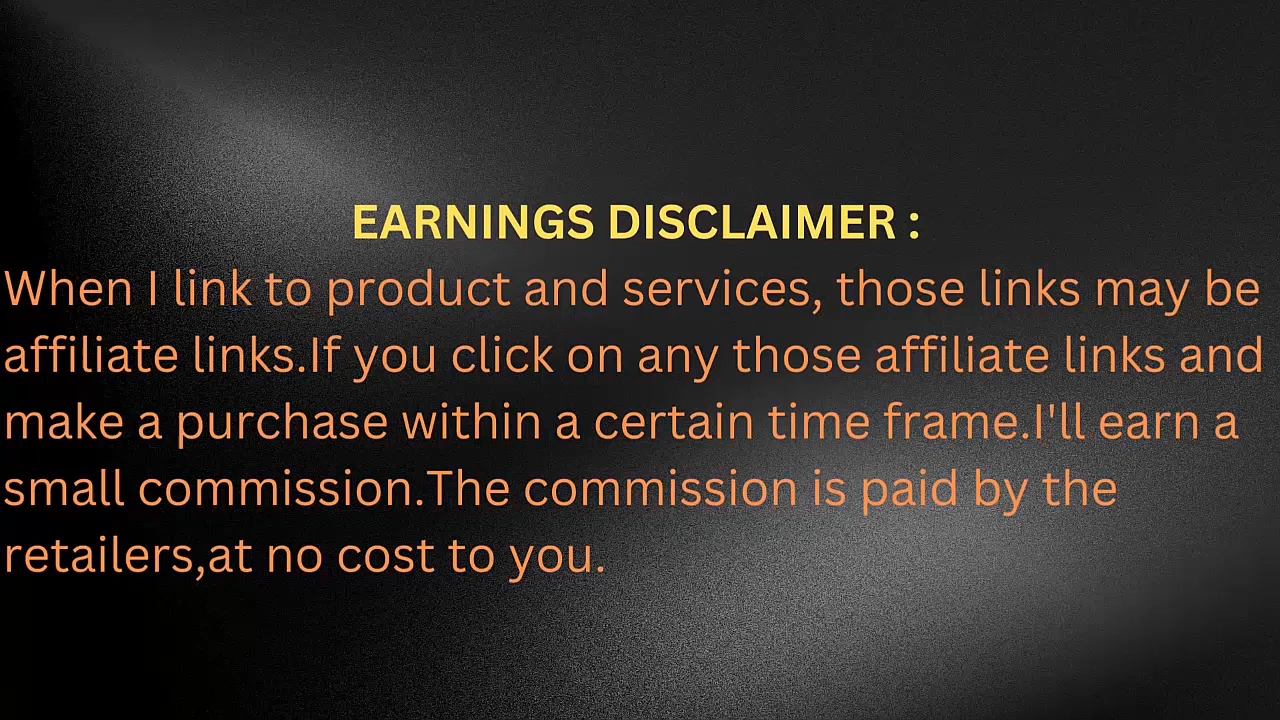 EARNINGS DISCLAIMER :
When I link to product and services, those links may be
affiliate links.If you click on any those affiliate links and
make a purchase within a certain time frame.I'll earn a
small commission.The commission is paid by the
retailers,at no cost to you.